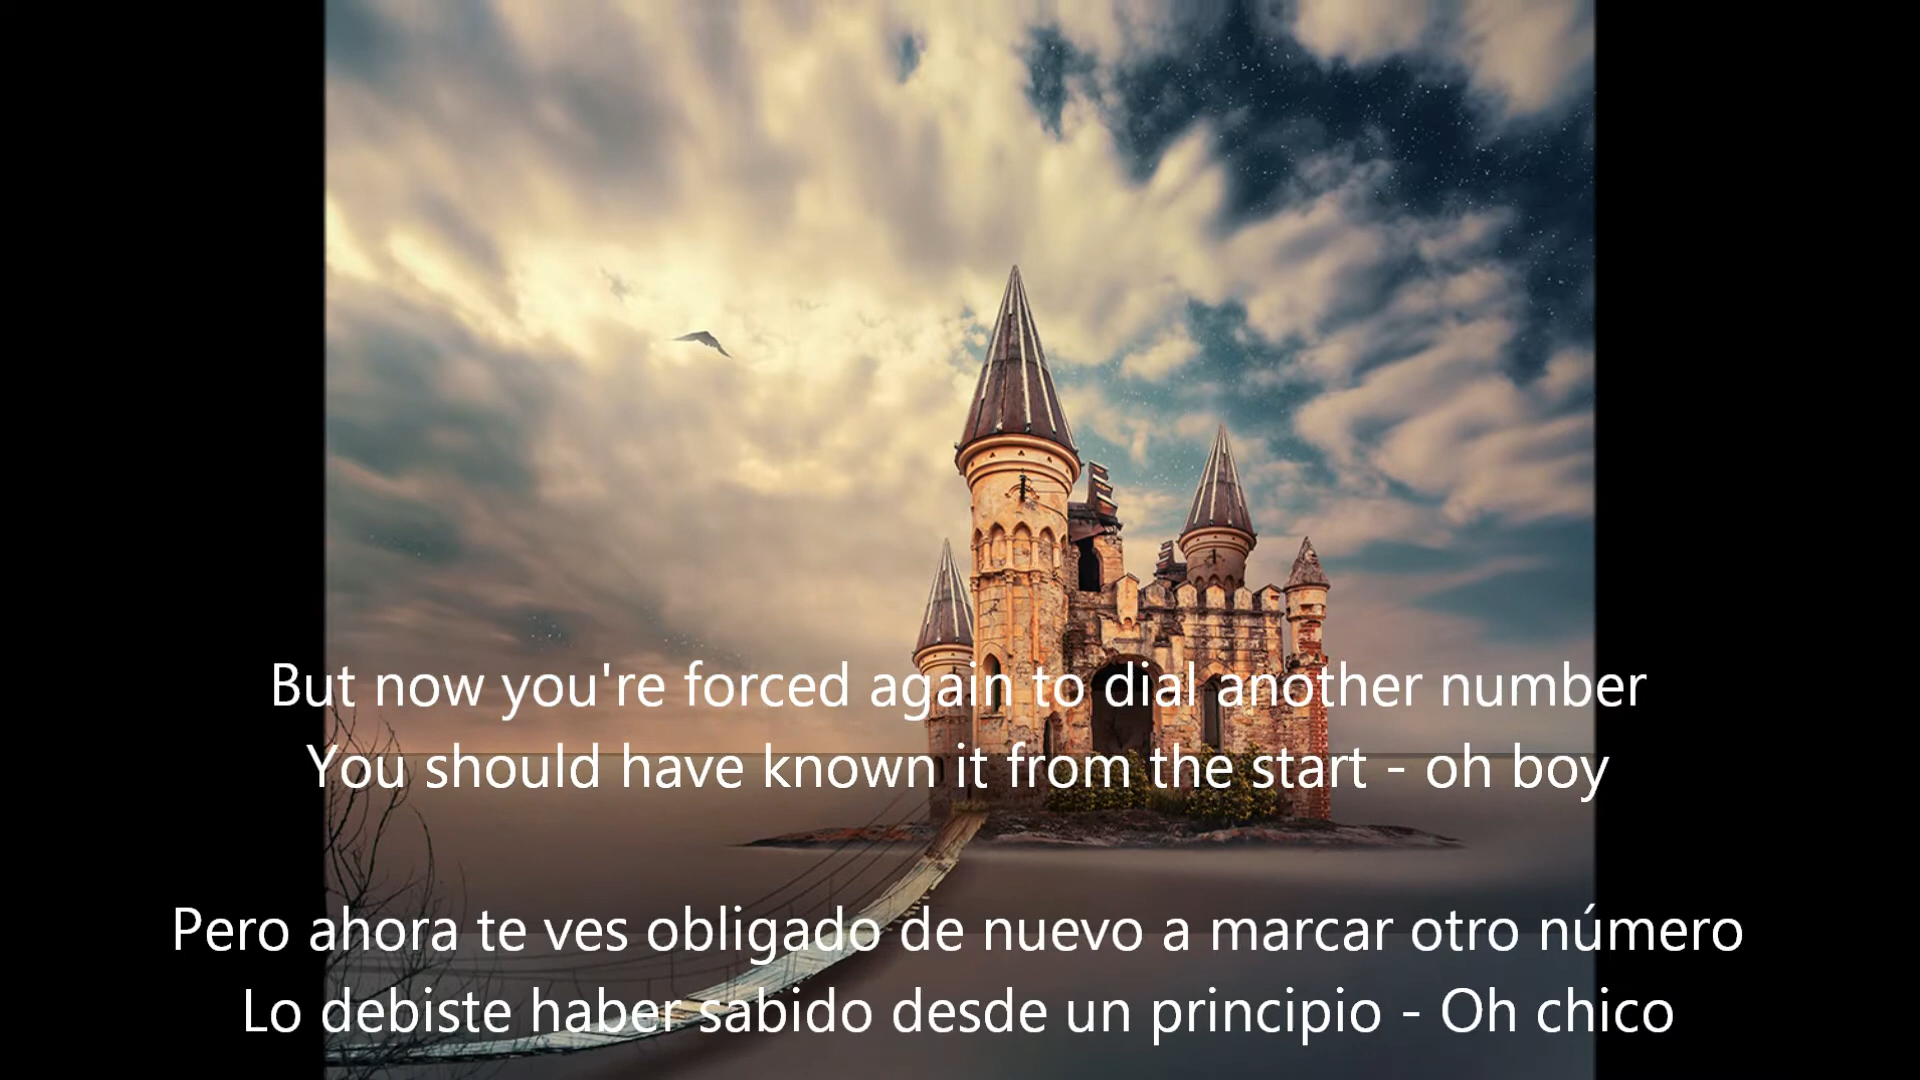 But now you're forced again to dial another number
You should have known it from the start - oh boy
Pero ahora te ves obligado de nuevo a marcar otro número
Lo debiste haber sabido desde un principio - Oh chico